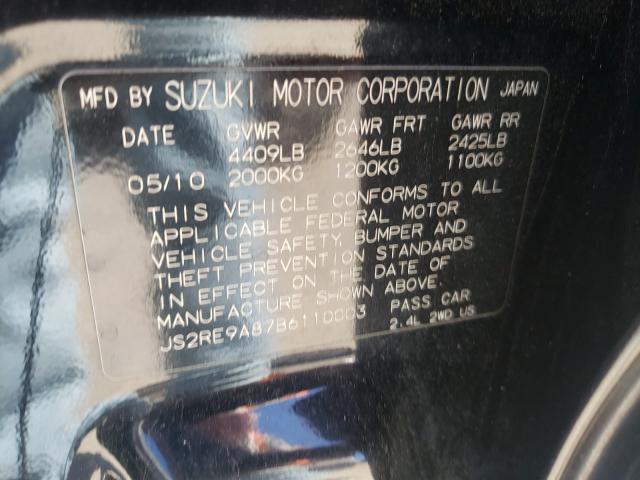 MFD BY SUZUKI MOTOR CORPORATION JAPAN
DATE GVWR GAWR FRT GAWR RR
4409LB 2646LB 2425LB
05/10 2000KG 1200KG 1100KG
THIS VEHICLE CONFORMS TO ALL
APPLICABLE FEDERAL MOTOR
VEHICLE SAFETY, BUMPER AND
THEFT PREVENTION STANDARDS
IN EFFECT ON THE DATE OF
MANUFACTURE SHOWN ABOVE.
JS2RE9A87B6110003 PASS CAR
2.4L 2WD US